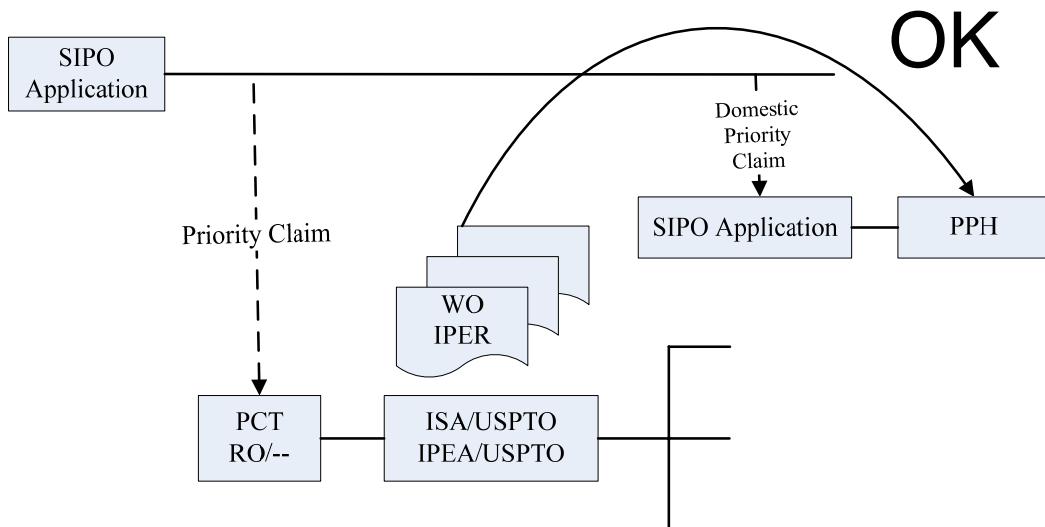 OK
SIPO
Application
Domestic
Priority
Claim
Priority Claim
SIPO Application
PPH
WO
IPER
PCT
RO/--
ISA/USPTO
IPEA/USPTO